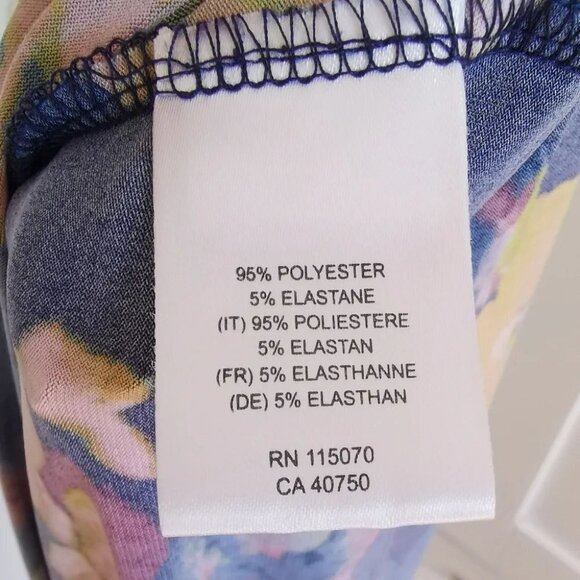 95% POLYESTER
5% ELASTANE
(IT) 95% POLIESTERE
5% ELASTAN
(FR) 5% ELASTHANNE
(DE) 5% ELASTHAN
RN 115070
CA 40750